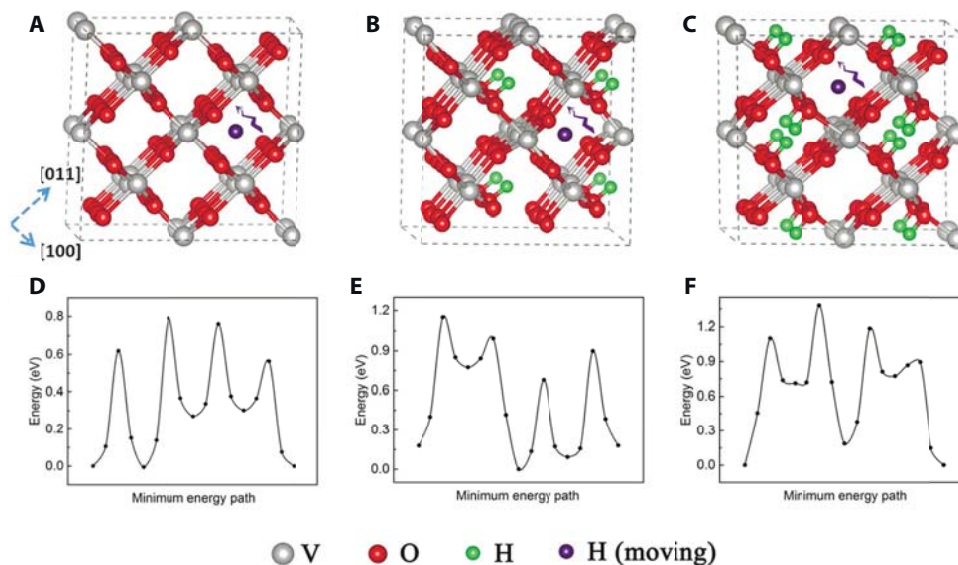 A
B
C
[011]
[100]
D
E
F
0.8
0.6
0.4
0.2
0.0
Energy (eV)
Minimum energy path
1.2
0.9
0.6
0.3
0.0
Energy (eV)
Minimum energy path
1.2
0.9
0.6
0.3
0.0
Energy (eV)
Minimum energy path
V
O
H
H (moving)